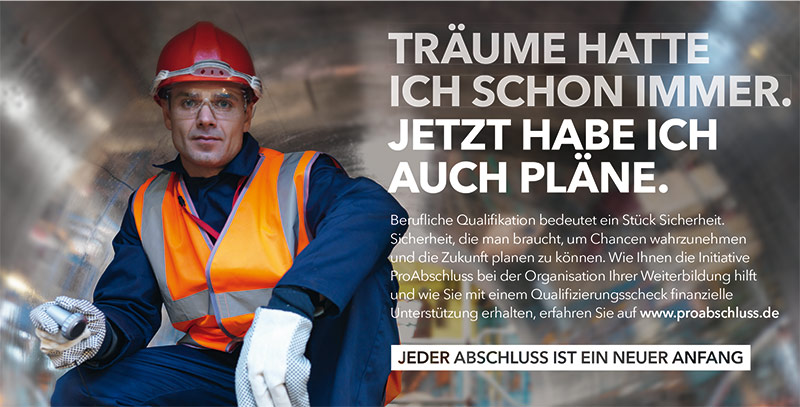 TRÄUME HATTE
ICH SCHON IMMER.
JETZT HABE ICH
AUCH PLÄNE.
Berufliche Qualifikation bedeutet ein Stück Sicherheit.
Sicherheit, die man braucht, um Chancen wahrzunehmen
und die Zukunft planen zu können. Wie Ihnen die Initiative
ProAbschluss bei der Organisation Ihrer Weiterbildung hilft
und wie Sie mit einem Qualifizierungsscheck finanzielle
Unterstützung erhalten, erfahren Sie auf www.proabschluss.de
JEDER ABSCHLUSS IST EIN NEUER ANFANG